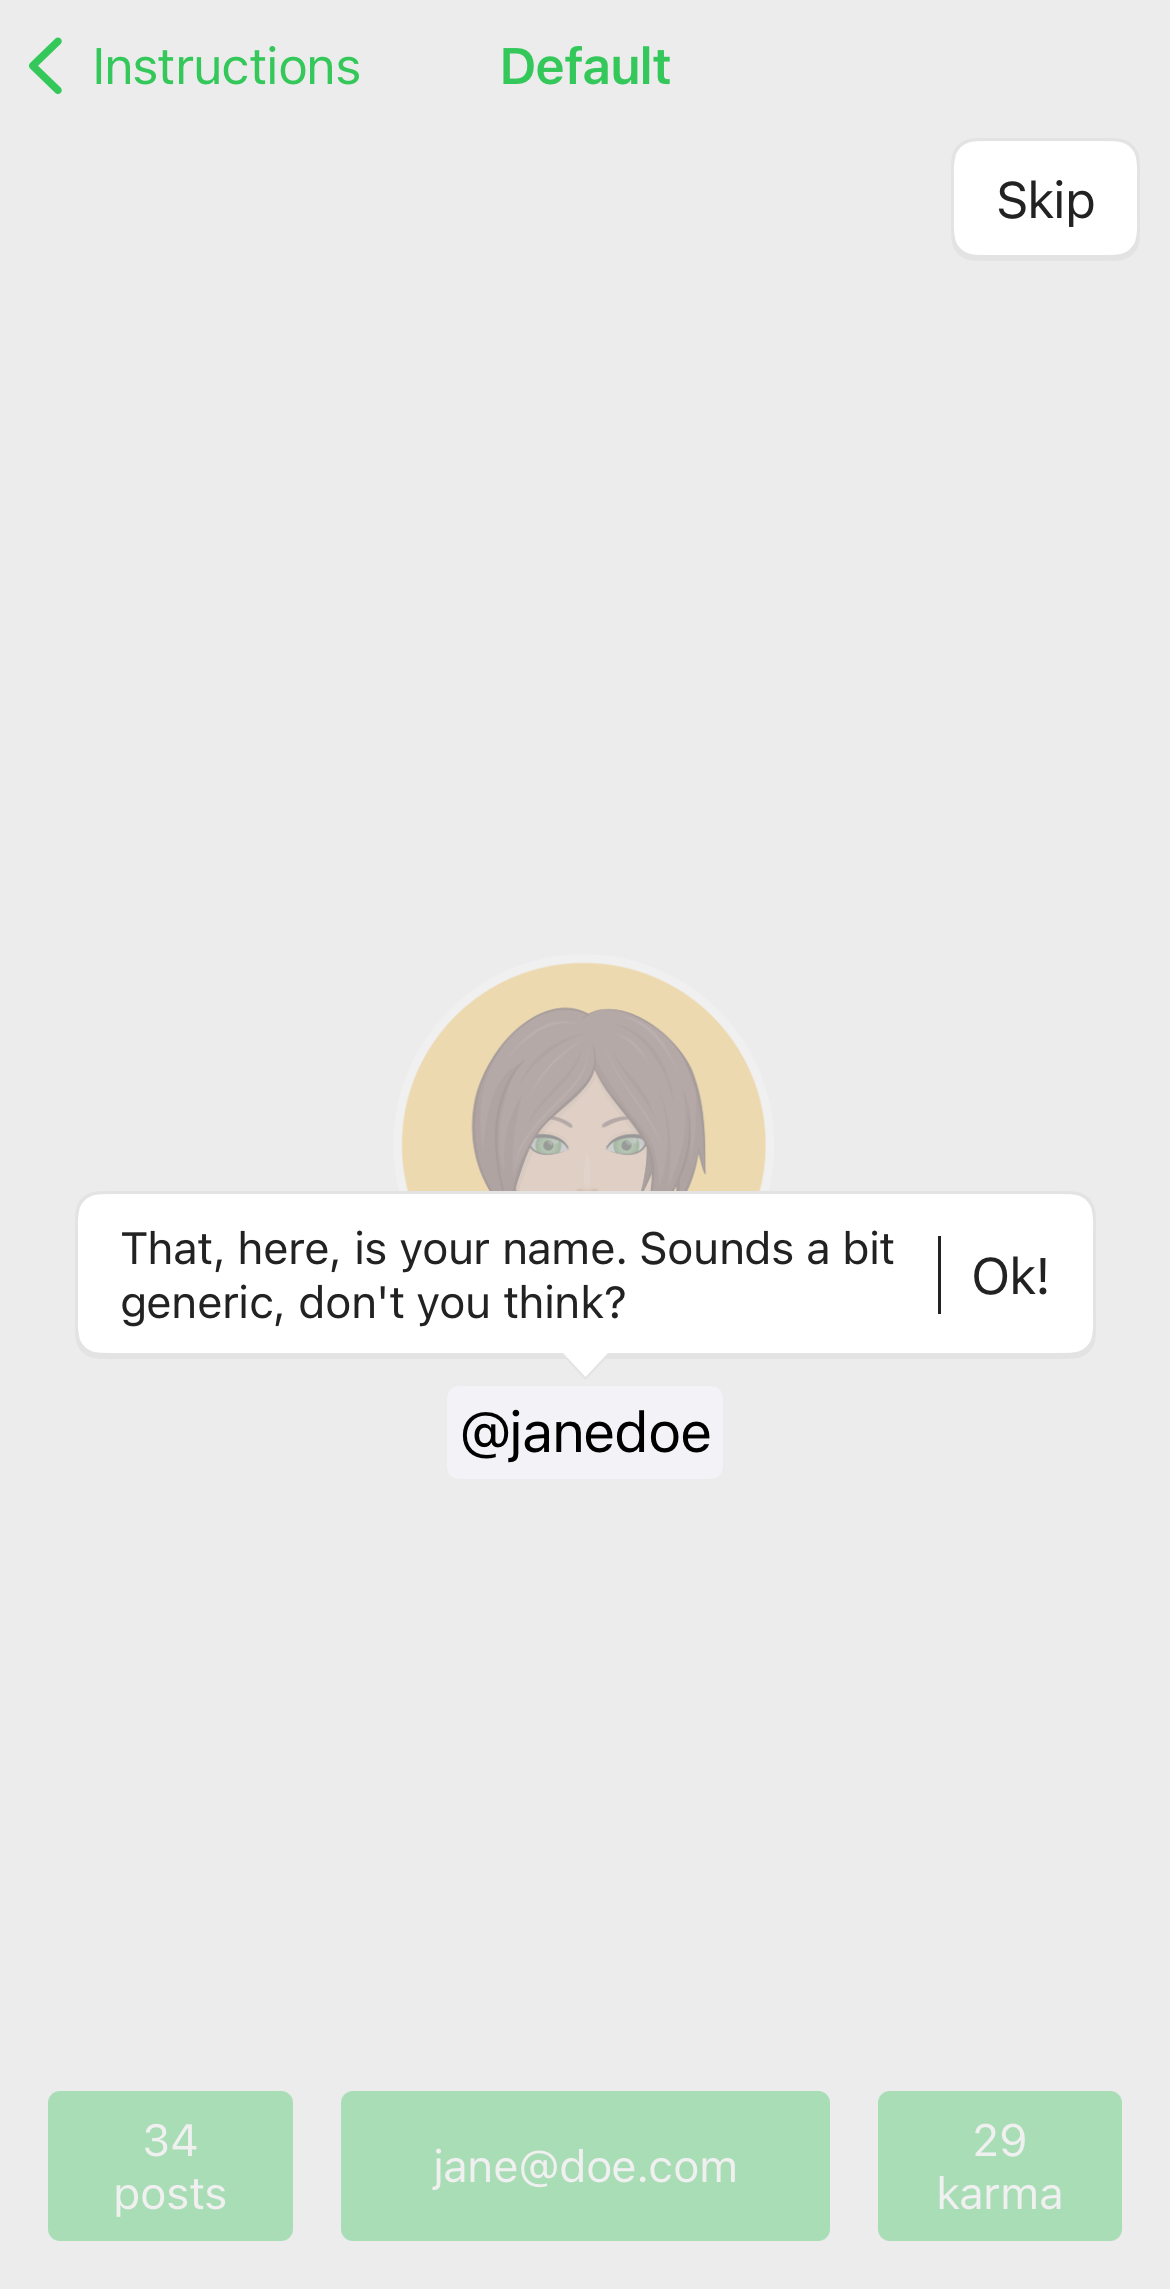 Instructions
Default
Skip
That, here, is your name. Sounds a bit
generic, don't you think?
Ok!
@janedoe
34
posts
jane@doe.com
29
karma